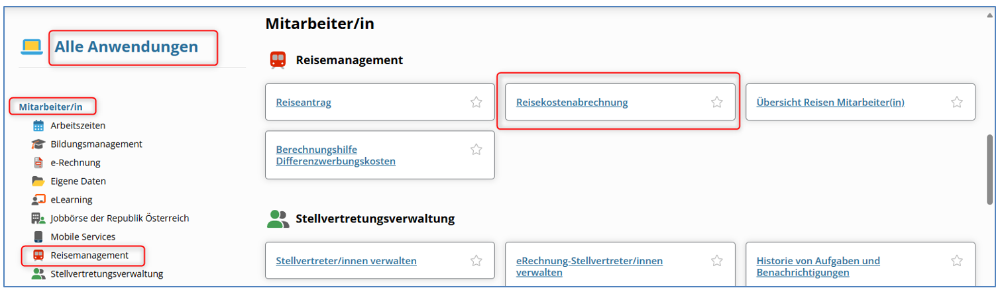 Alle Anwendungen
Mitarbeiter/in
Arbeitszeiten
Bildungsmanagement
e-Rechnung
Eigene Daten
eLearning
Jobbörse der Republik Österreich
Mobile Services
Reisemanagement
Stellvertretungsverwaltung
Mitarbeiter/in
Reisemanagement
Reiseantrag
Reisekostenabrechnung
Übersicht Reisen Mitarbeiter(in)
Berechnungshilfe
Differenzwerbungskosten
Stellvertretungsverwaltung
Stellvertreter/innen verwalten
eRechnung-Stellvertreter/innen
verwalten
Historie von Aufgaben und
Benachrichtigungen